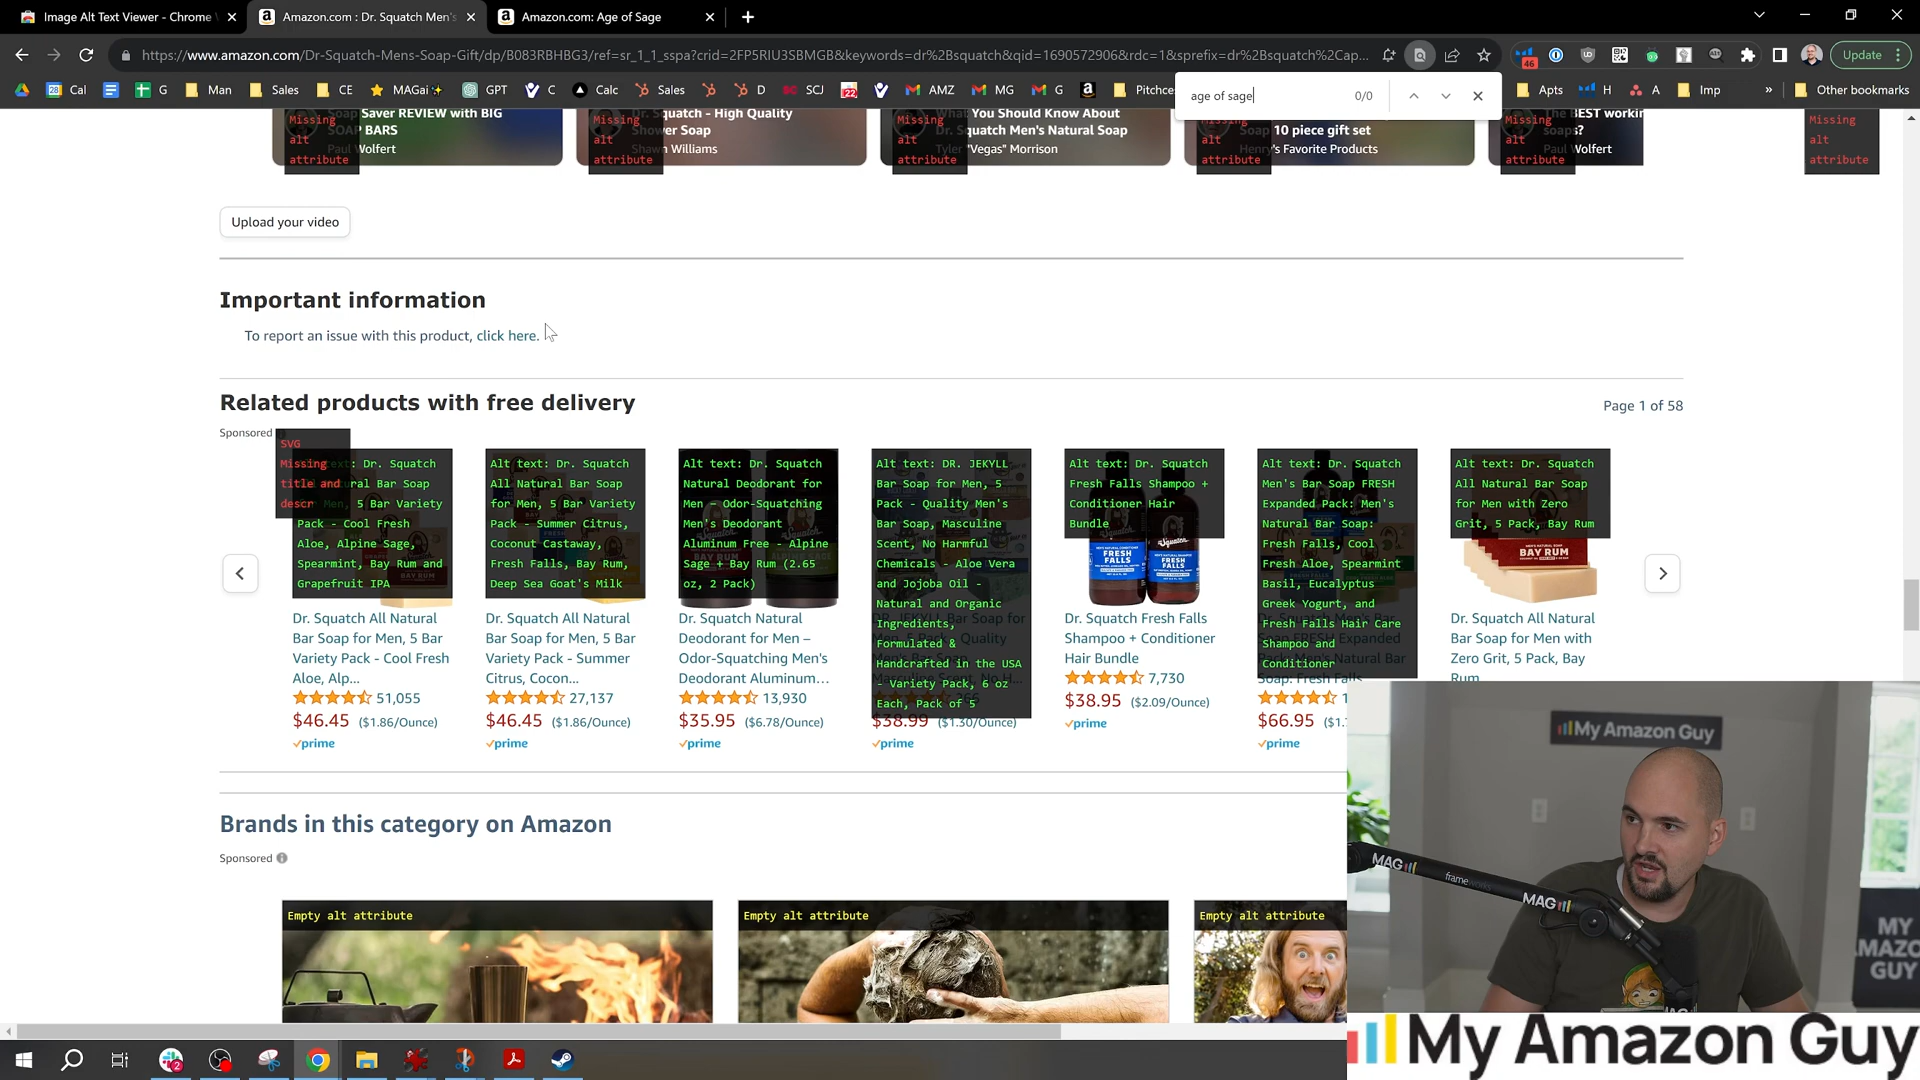 Image Alt Text Viewer - Chrome
Amazon.com : Dr. Squatch Men's
Amazon.com: Age of Sage
https://www.amazon.com/Dr-Squatch-Mens-Soap-Gift/dp/B083RBHBG3/ref=sr_1_1_sspa?crid=2FP5RIU3SBMGB&keywords=dr%2Bsquatch&qid=1690572906&rdc=1&sprefix=dr%2Bsquatch%2Cap...
46
Update
Cal
G
Man
Sales
CE
MAGai
GPT
C
Calc
Sales
D
SCJ
AMZ
MG
G
Pitches
Apts
H
A
Imp
»
Other bookmarks
age of sage
0/0
Missing alt attribute
Saver REVIEW with BIG
SOAP BARS
Paul Wolfert
Missing alt attribute
Dr. Squatch - High Quality
Shower Soap
Shawn Williams
Missing alt attribute
What You Should Know About
Dr. Squatch Men's Natural Soap
Tyler "Vegas" Morrison
alt attribute
Soap 10 piece gift set
Henry's Favorite Products
alt attribute
The BEST workin
soaps?
Paul Wolfert
Missing alt attribute
Upload your video
Important information
To report an issue with this product, click here.
Related products with free delivery
Page 1 of 58
Sponsored
SVG
Missing
title and
descr
text: Dr. Squatch
ural Bar Soap
Men, 5 Bar Variety
Pack - Cool Fresh
Aloe, Alpine Sage,
Spearmint, Bay Rum and
Grapefruit IPA
Dr. Squatch All Natural
Bar Soap for Men, 5 Bar
Variety Pack - Cool Fresh
Aloe, Alp...
51,055
$46.45 ($1.86/Ounce)
prime
Alt text: Dr. Squatch
All Natural Bar Soap
for Men, 5 Bar Variety
Pack - Summer Citrus,
Coconut Castaway,
Fresh Falls, Bay Rum,
Deep Sea Goat's Milk
Dr. Squatch All Natural
Bar Soap for Men, 5 Bar
Variety Pack - Summer
Citrus, Cocon...
27,137
$46.45 ($1.86/Ounce)
prime
Alt text: Dr. Squatch
Natural Deodorant for
Men – Odor-Squatching
Men's Deodorant
Aluminum Free - Alpine
Sage + Bay Rum (2.65
oz, 2 Pack)
Dr. Squatch Natural
Deodorant for Men –
Odor-Squatching Men's
Deodorant Aluminum...
13,930
$35.95 ($6.78/Ounce)
prime
Alt text: DR. JEKYLL
Bar Soap for Men, 5
Pack - Quality Men's
Bar Soap, Masculine
Scent, No Harmful
Chemicals - Aloe Vera
and Jojoba Oil -
Natural and Organic
Ingredients,
Formulated &
Handcrafted in the USA
- Variety Pack, 6 oz
Each, Pack of 5
$38.99 ($1.30/Ounce)
prime
Alt text: Dr. Squatch
Fresh Falls Shampoo +
Conditioner Hair
Bundle
FRESH FALLS
FRESH FALLS
Dr. Squatch Fresh Falls
Shampoo + Conditioner
Hair Bundle
7,730
$38.95 ($2.09/Ounce)
prime
Alt text: Dr. Squatch
Men's Bar Soap FRESH
Expanded Pack: Men's
Natural Bar Soap:
Fresh Falls, Cool
Fresh Aloe, Spearmint
Basil, Eucalyptus
Greek Yogurt, and
Fresh Falls Hair Care
Shampoo and
Conditioner
$66.95
prime
Alt text: Dr. Squatch
All Natural Bar Soap
for Men with Zero
Grit, 5 Pack, Bay Rum
BAY RUM
BAY RUM
Dr. Squatch All Natural
Bar Soap for Men with
Zero Grit, 5 Pack, Bay
Rum
Brands in this category on Amazon
Sponsored
Empty alt attribute
Empty alt attribute
Empty alt attribute
My Amazon Guy
MAG
frameworks
MAG
MY
AMAZON
GUY
My Amazon Guy